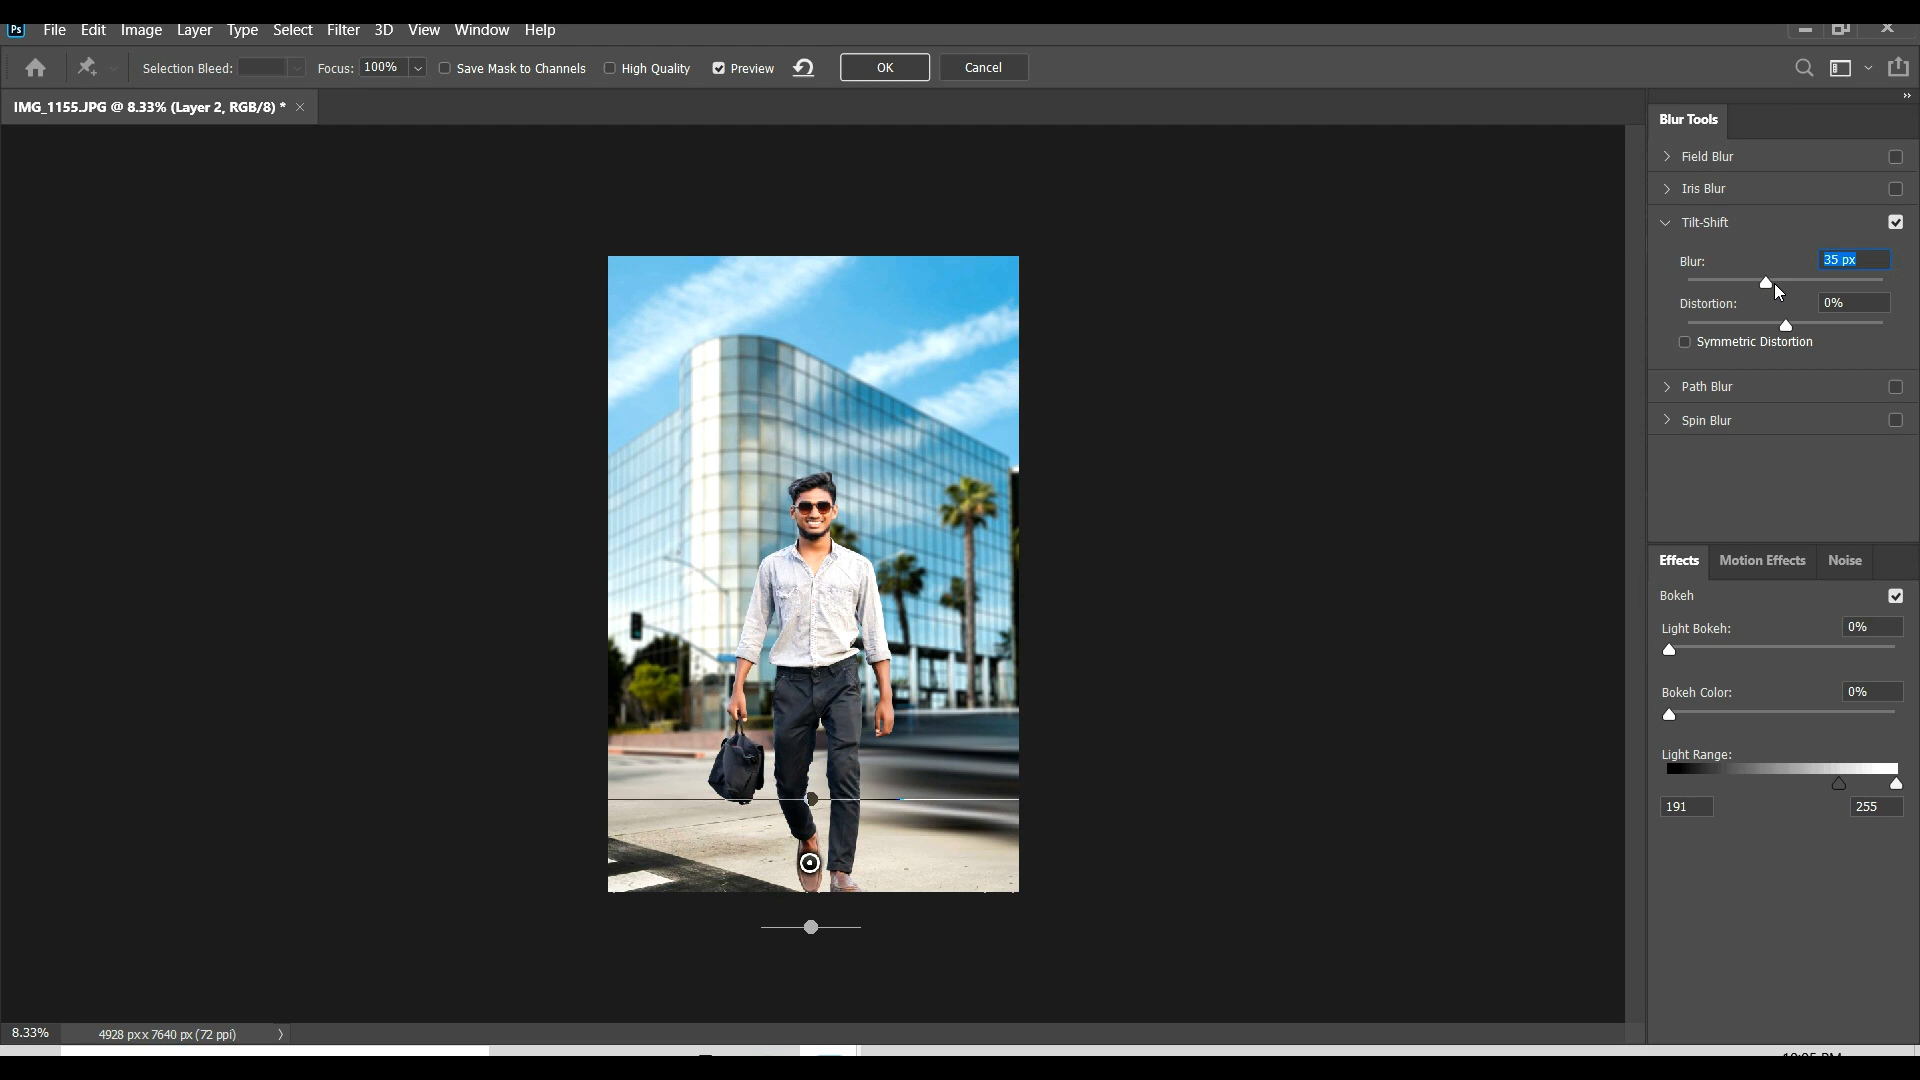 Ps File Edit Image Layer Type Select Filter 3D View Window Help
Selection Bleed: Focus: 100% Save Mask to Channels High Quality Preview OK Cancel
IMG_1155.JPG @ 8.33% (Layer 2, RGB/8) * ×
Blur Tools
Field Blur
Iris Blur
Tilt-Shift
Blur: 35 px
Distortion: 0%
Symmetric Distortion
Path Blur
Spin Blur
Effects Motion Effects Noise
Bokeh
Light Bokeh: 0%
Bokeh Color: 0%
Light Range:
191 255
8.33% 4928 px x 7640 px (72 ppi)